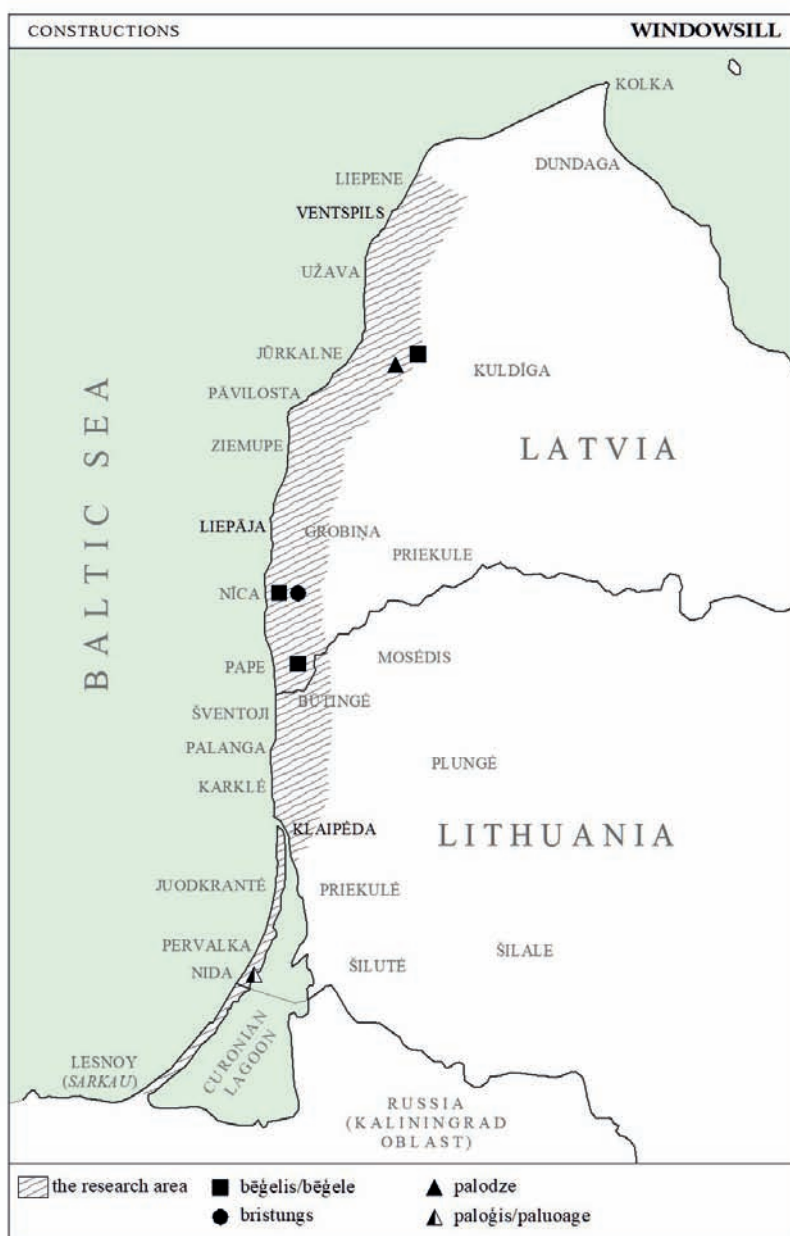 CONSTRUCTIONS
WINDOWSILL
KOLKA
DUNDAGA
LIEPENE
VENTSPILS
UŽAVA
JŪRKALNE
KULDĪGA
PĀVILOSTA
ZIEMUPE
LATVIA
BALTIC SEA
LIEPĀJA
GROBIŅA
PRIEKULE
NĪCA
PAPE
MOSĖDIS
BŪTINGĖ
ŠVENTOJI
PALANGA
PLUNGĖ
KARKLĖ
KLAIPĖDA
LITHUANIA
JUODKRANTĖ
PRIEKULĖ
PERVALKA
NIDA
ŠILUTĖ
ŠILALE
CURONIAN
LAGOON
LESNOY
(SARKAU)
RUSSIA
(KALININGRAD
OBLAST)
the research area
bēģelis/bēģele
palodze
bristungs
paloģis/paluoage